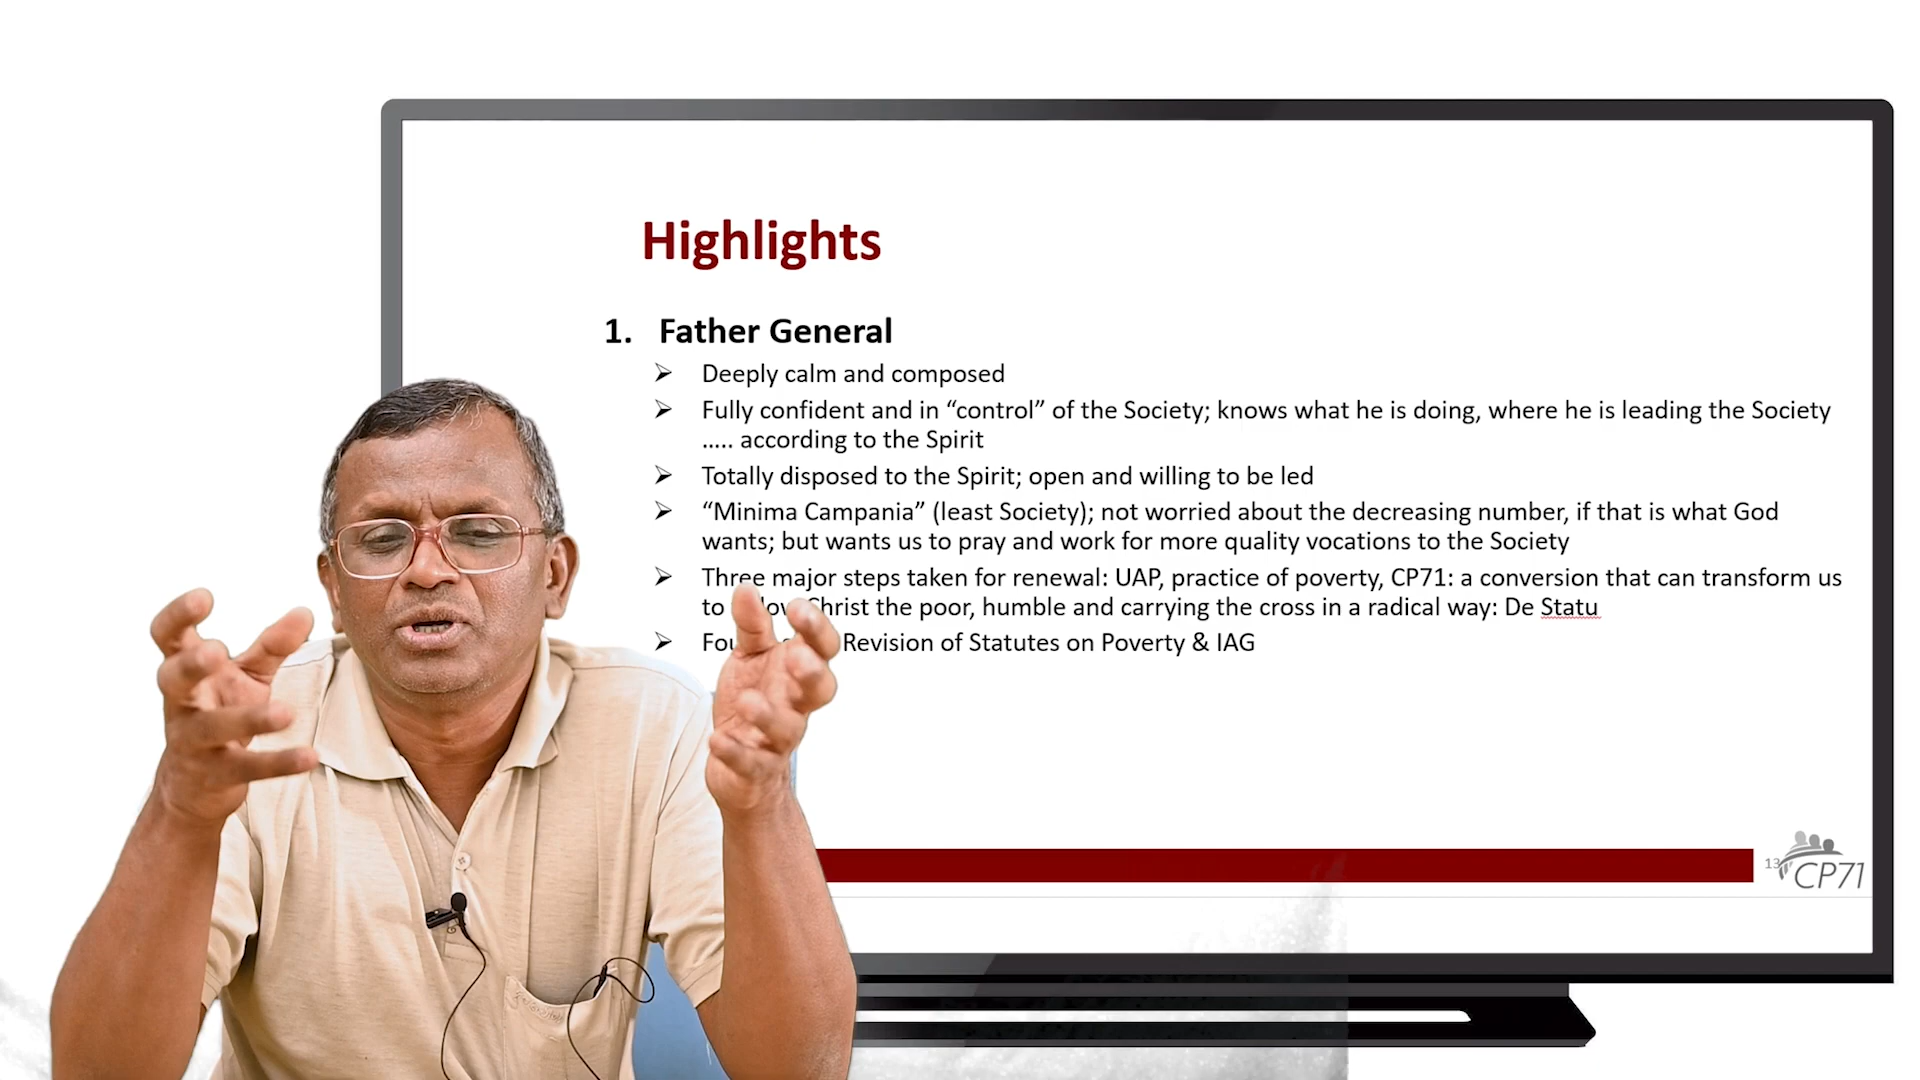 Highlights
1. Father General
➢ Deeply calm and composed
➢ Fully confident and in “control” of the Society; knows what he is doing, where he is leading the Society
..... according to the Spirit
➢ Totally disposed to the Spirit; open and willing to be led
➢ “Minima Campania” (least Society); not worried about the decreasing number, if that is what God
wants; but wants us to pray and work for more quality vocations to the Society
➢ Three major steps taken for renewal: UAP, practice of poverty, CP71: a conversion that can transform us
to Christ the poor, humble and carrying the cross in a radical way: De Statu
➢ Revision of Statutes on Poverty & IAG
13
CP71